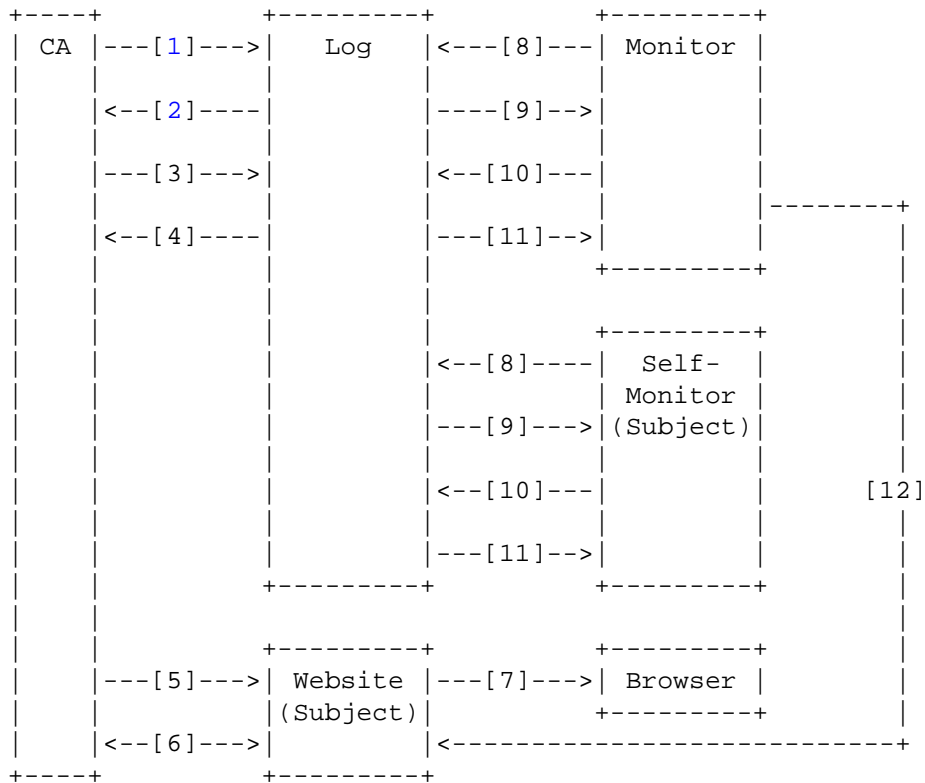 +----+          +---------+          +---------+
| CA |---[1]--->|   Log   |<---[8]---| Monitor |
|    |          |         |          |         |
|    |<--[2]----|         |----[9]-->|         |
|    |          |         |          |         |
|    |---[3]--->|         |<--[10]---|         |
|    |          |         |          |         |--------+
|    |<--[4]----|         |---[11]-->|         |        |
|    |          |         |          +---------+        |
|    |          |         |                             |
|    |          |         |          +---------+        |
|    |          |         |<--[8]----|  Self-  |        |
|    |          |         |          | Monitor |        |
|    |          |         |---[9]--->|(Subject)|        |
|    |          |         |          |         |        |
|    |          |         |<--[10]---|         |      [12]
|    |          |         |          |         |        |
|    |          |         |---[11]-->|         |        |
|    |          +---------+          +---------+        |
|    |                                                  |
|    |          +---------+          +---------+        |
|    |---[5]--->| Website |---[7]--->| Browser |        |
|    |          |(Subject)|          +---------+        |
|    |<--[6]--->|         |<----------------------------+
+----+          +---------+